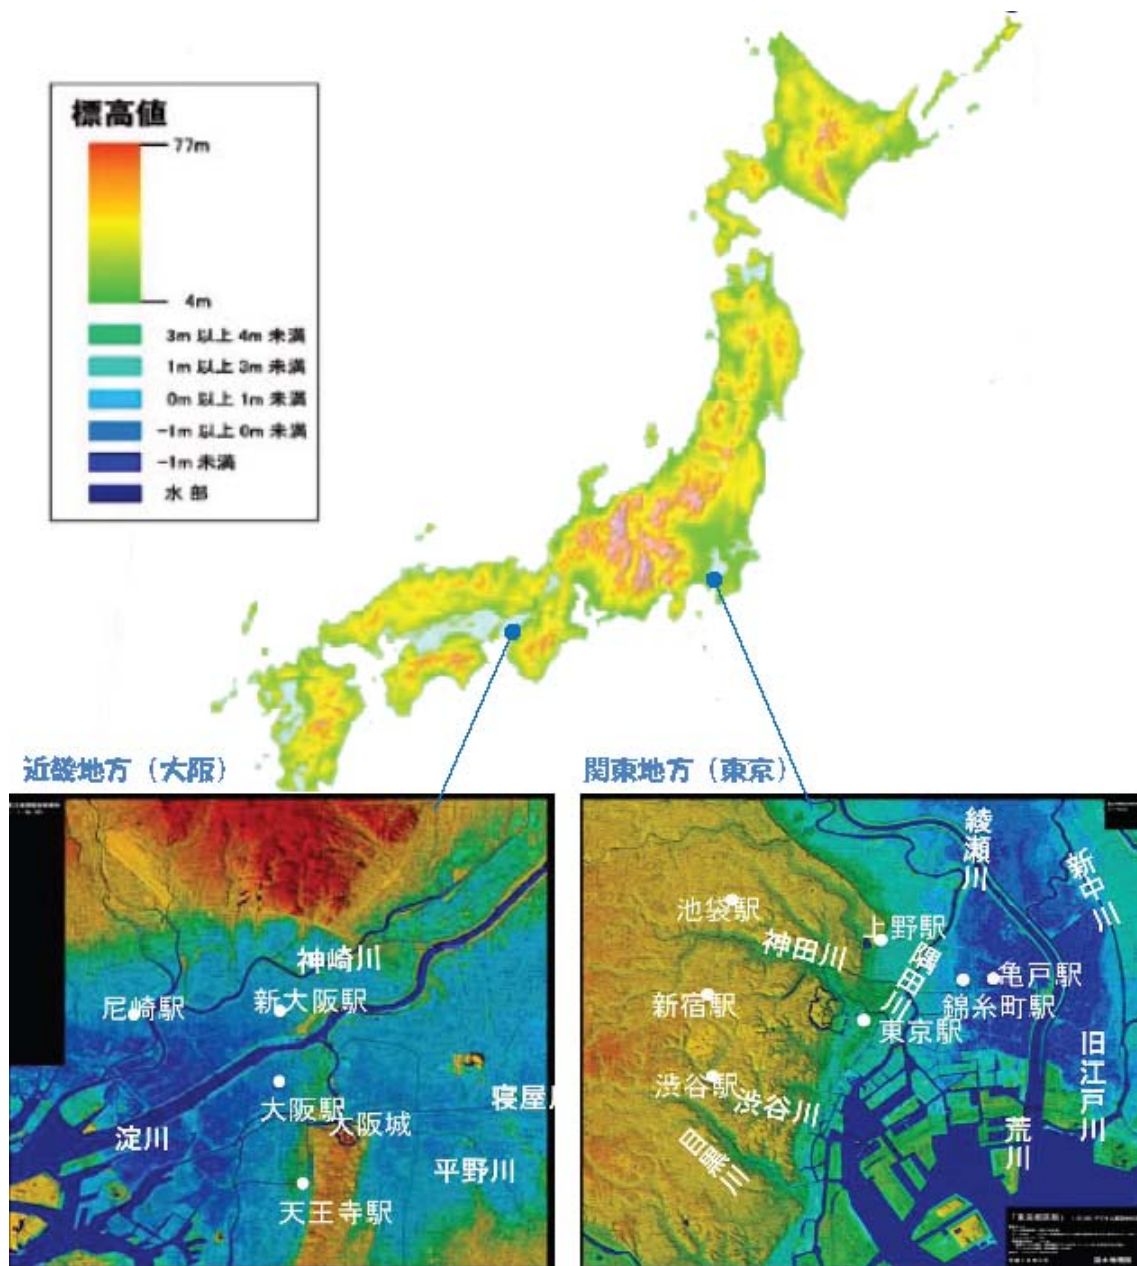 標高値
77m
4m
3m 以上 4m 未満
1m 以上 3m 未満
0m 以上 1m 未満
-1m 以上 0m 未満
-1m 未満
水部
近畿地方（大阪）
関東地方（東京）
神崎川
尼崎駅
新大阪駅
大阪駅
大阪城
寝屋川
淀川
平野川
天王寺駅
綾瀬川
新中川
池袋駅
上野駅
神田川
隅田川
亀戸駅
新宿駅
錦糸町駅
東京駅
旧江戸川
渋谷駅
渋谷川
荒川
目黒川